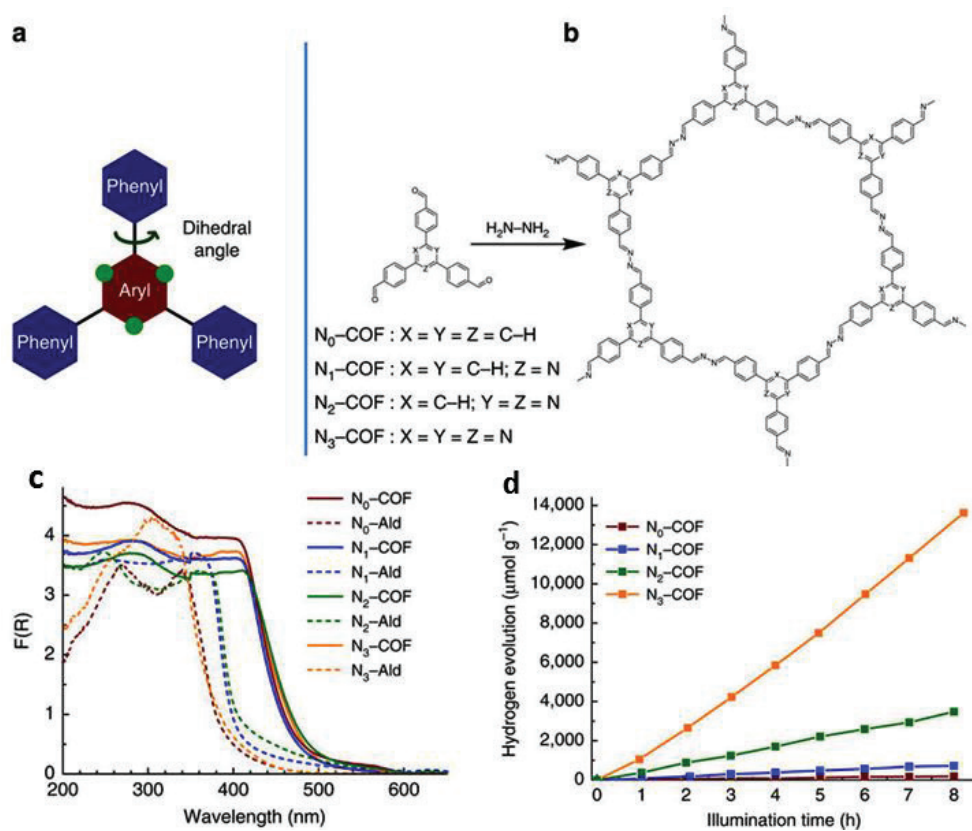 a
b
Phenyl
Dihedral
angle
Aryl
Phenyl
Phenyl
H₂N–NH₂
N₀–COF : X = Y = Z = C–H
N₁–COF : X = Y = C–H; Z = N
N₂–COF : X = C–H; Y = Z = N
N₃–COF : X = Y = Z = N
c
F(R)
4
3
2
1
0
200
300
400
500
600
Wavelength (nm)
N₀–COF
N₀–Ald
N₁–COF
N₁–Ald
N₂–COF
N₂–Ald
N₃–COF
N₃–Ald
d
Hydrogen evolution (μmol g⁻¹)
14,000
12,000
10,000
8,000
6,000
4,000
2,000
0
0 1 2 3 4 5 6 7 8
Illumination time (h)
N₀–COF
N₁–COF
N₂–COF
N₃–COF